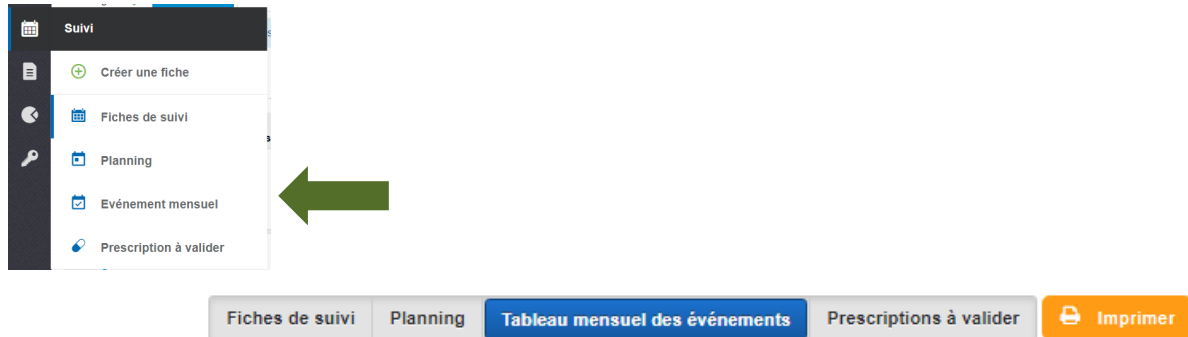 Suivi
Créer une fiche
Fiches de suivi
Planning
Evénement mensuel
Prescription à valider
Fiches de suivi Planning Tableau mensuel des événements Prescriptions à valider Imprimer